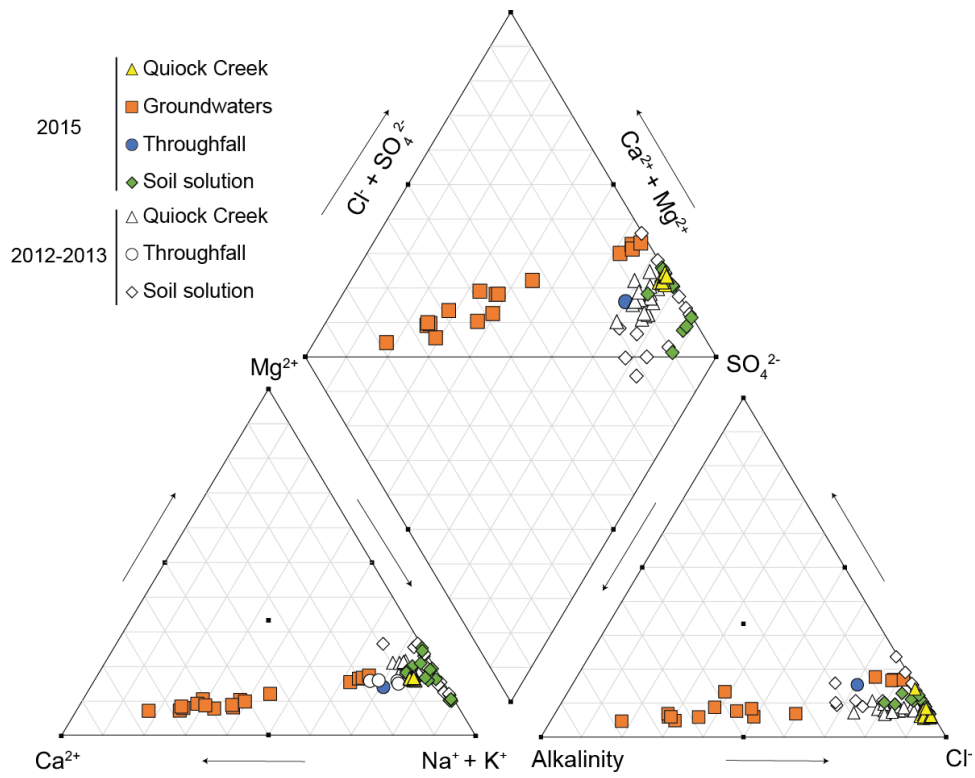 2015
Quiock Creek
Groundwaters
Throughfall
Soil solution
2012-2013
Quiock Creek
Throughfall
Soil solution
Cl⁻ + SO₄²⁻
Ca²⁺ + Mg²⁺
Mg²⁺
SO₄²⁻
Ca²⁺
Na⁺ + K⁺
Alkalinity
Cl⁻